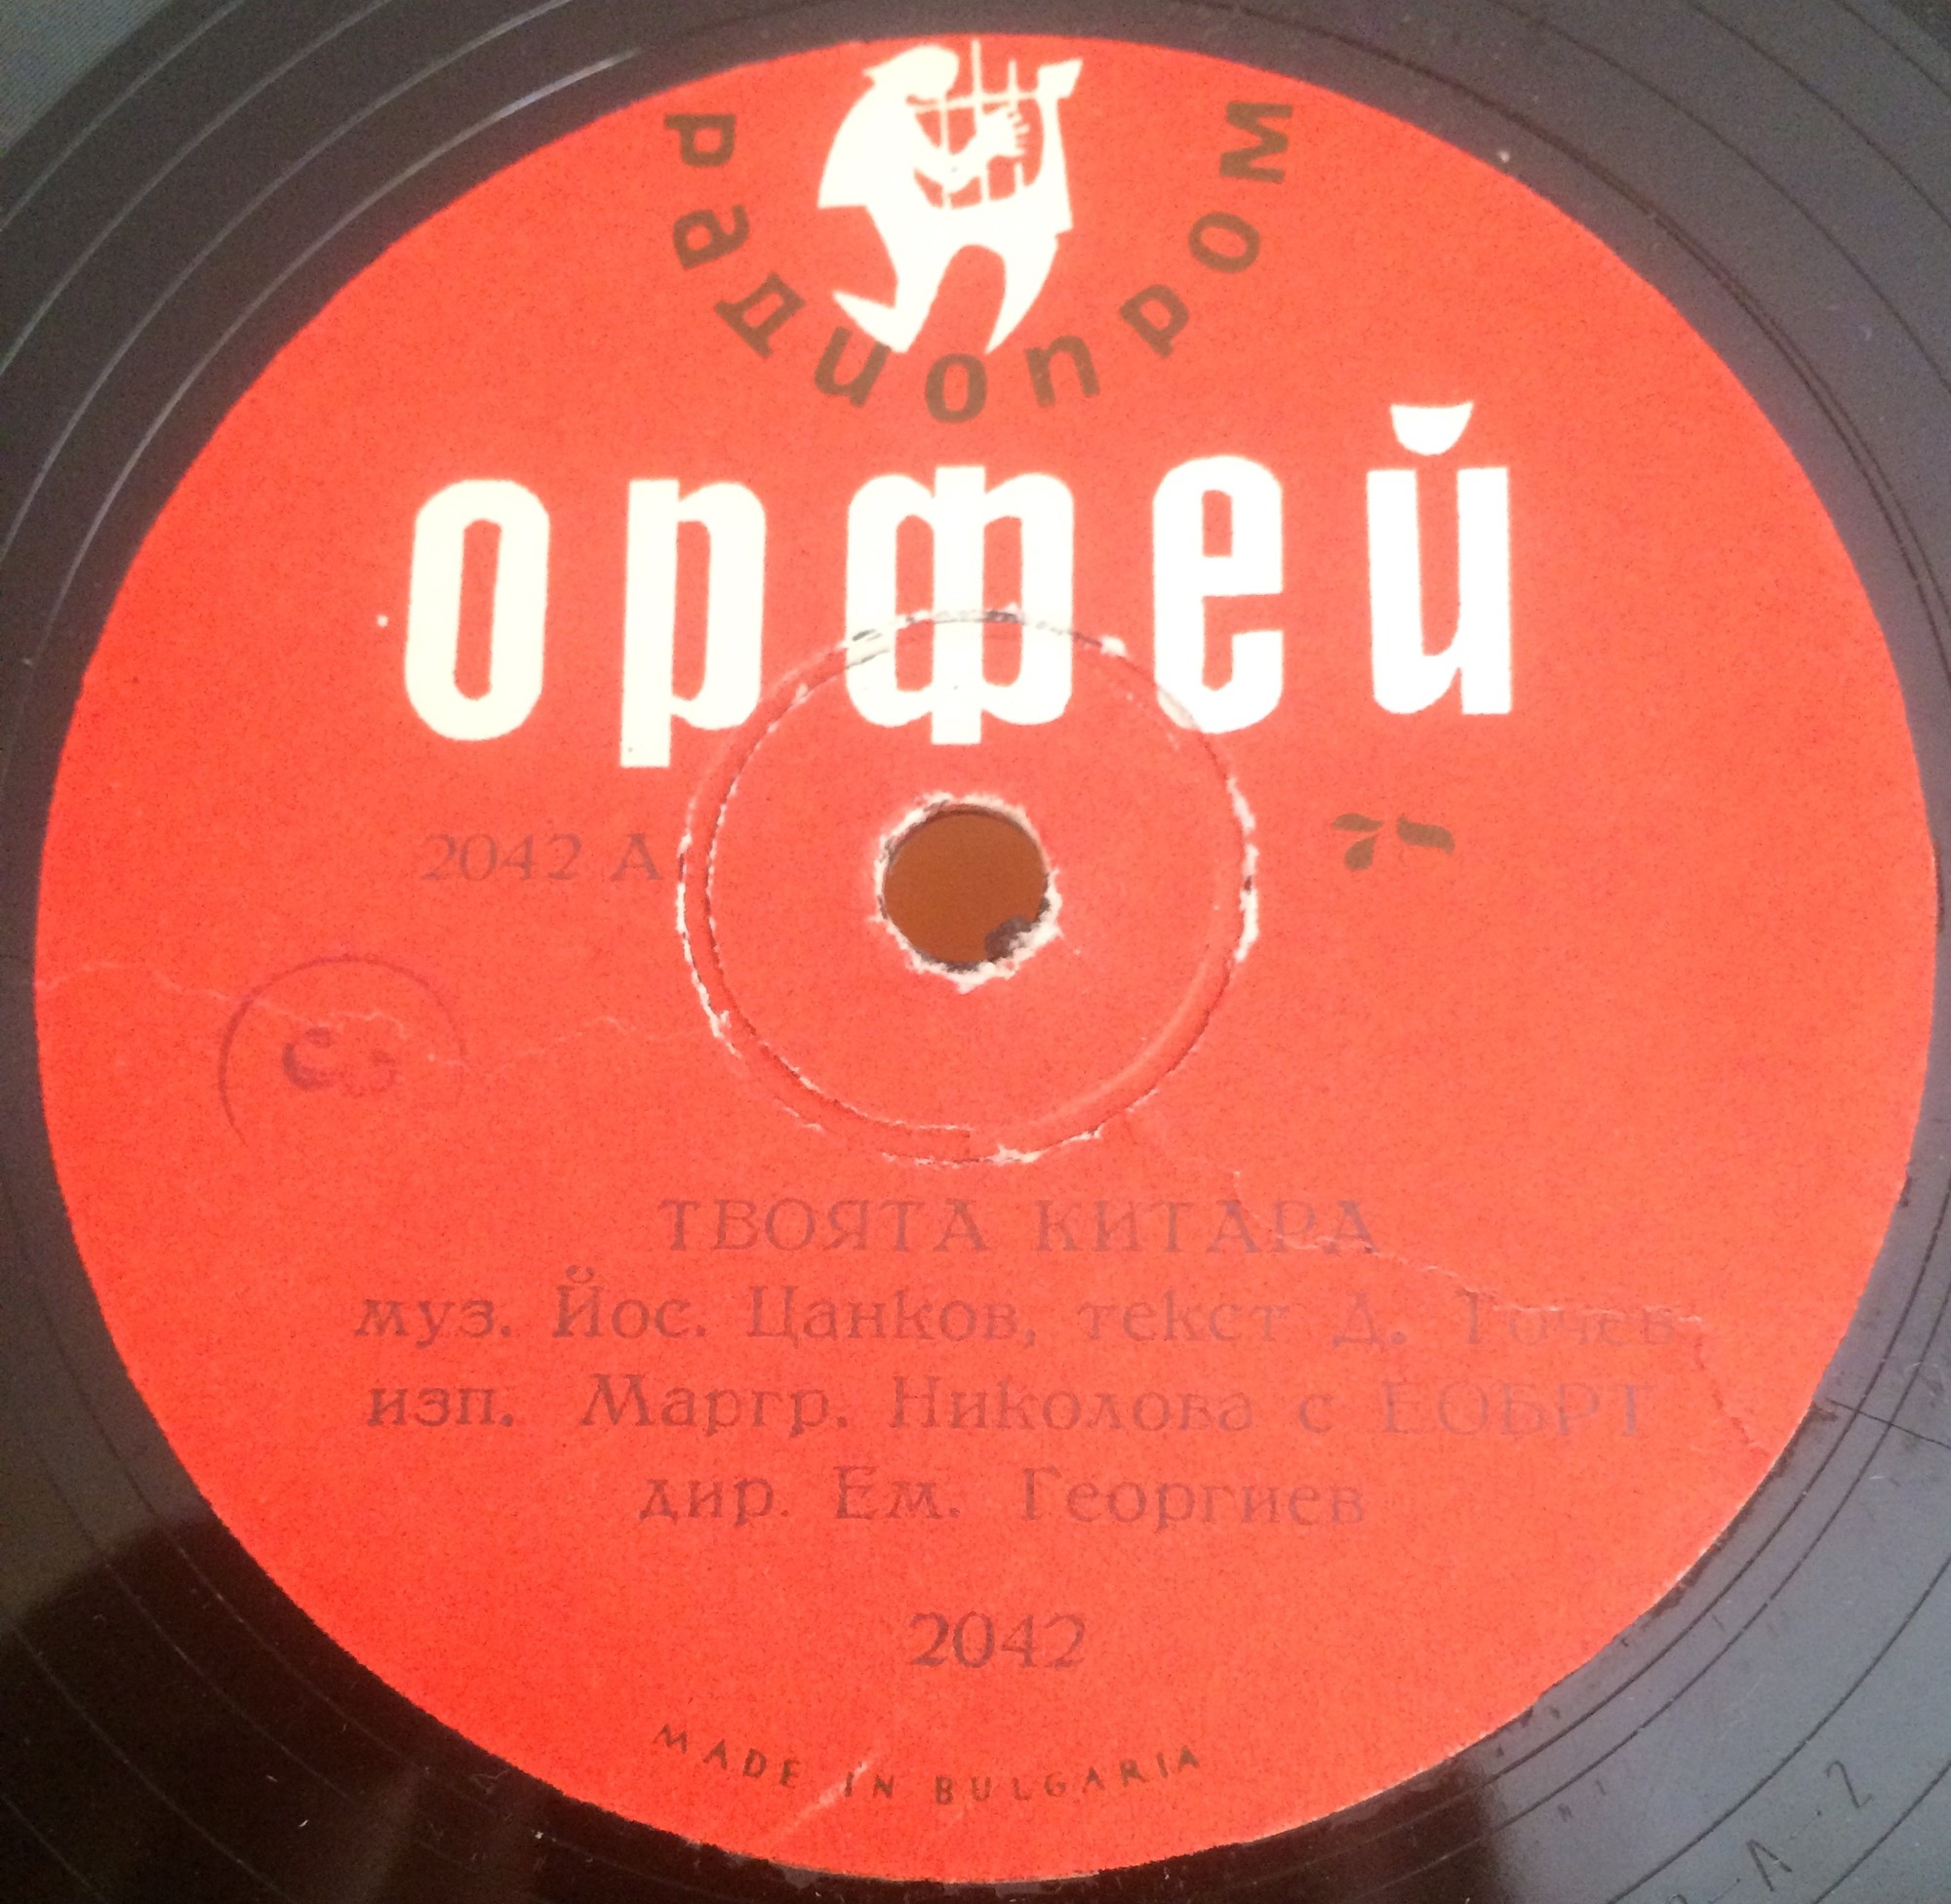 радиопром
орфей
2042 А
ТВОЯТА КИТАРА
муз. Йос. Цанков, текст Д. Точев
изп. Маргр. Николова с ЕОБРТ
дир. Ем. Георгиев
2042
MADE IN BULGARIA